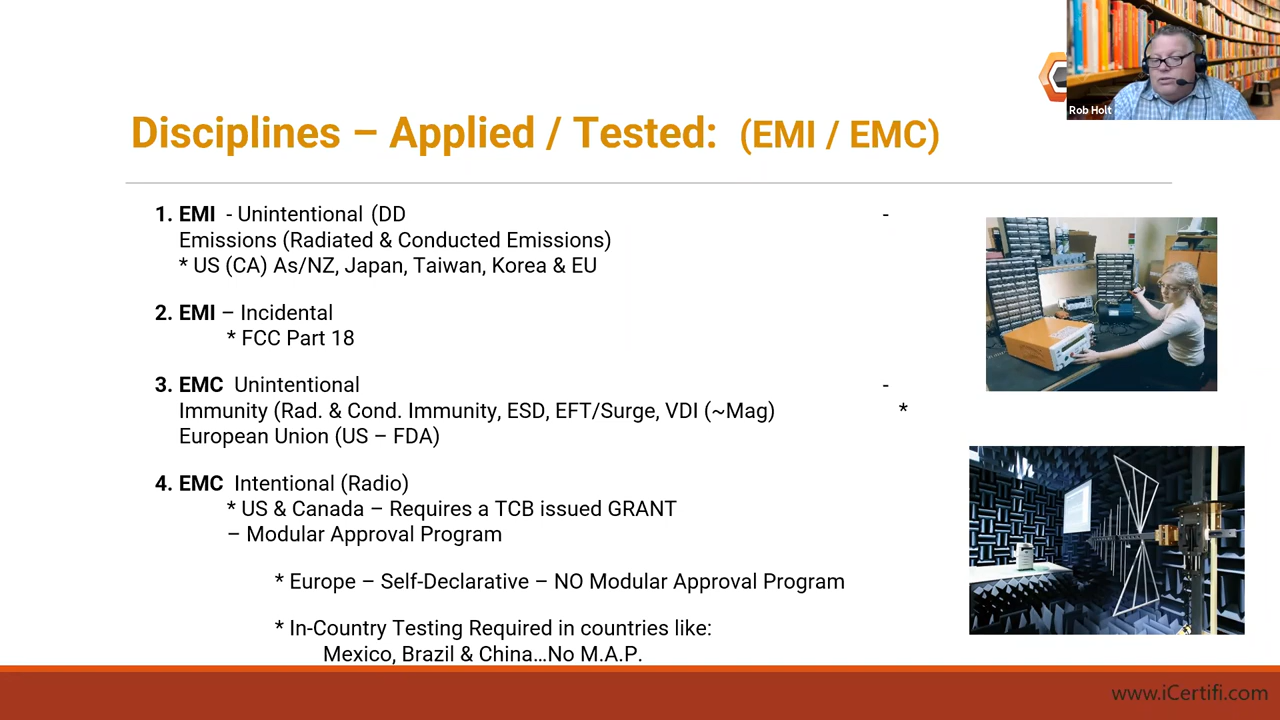 Rob Holt
Disciplines – Applied / Tested: (EMI / EMC)
1. EMI - Unintentional (DD -
Emissions (Radiated & Conducted Emissions)
* US (CA) As/NZ, Japan, Taiwan, Korea & EU
2. EMI – Incidental
* FCC Part 18
3. EMC Unintentional -
Immunity (Rad. & Cond. Immunity, ESD, EFT/Surge, VDI (~Mag) *
European Union (US – FDA)
4. EMC Intentional (Radio)
* US & Canada – Requires a TCB issued GRANT
– Modular Approval Program
* Europe – Self-Declarative – NO Modular Approval Program
* In-Country Testing Required in countries like:
Mexico, Brazil & China…No M.A.P.
www.iCertifi.com